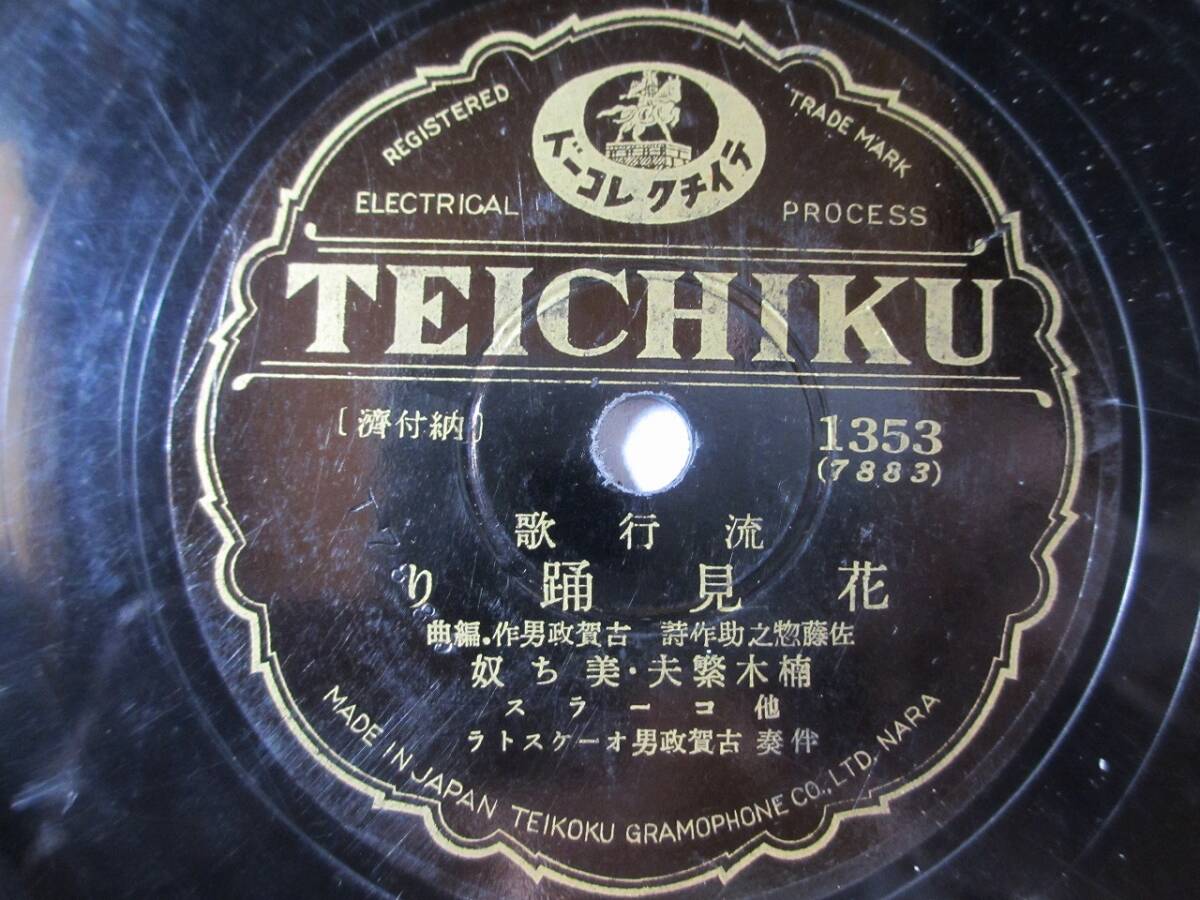 REGISTERED TRADE MARK
テイチクレコード
ELECTRICAL PROCESS
TEICHIKU
〔納付濟〕
1353
(7883)
流行歌
花見踊り
佐藤惣之助作詩 古賀政男作・編曲
楠木繁夫・美ち奴
他コーラス
伴奏 古賀政男オーケストラ
MADE IN JAPAN TEIKOKU GRAMOPHONE CO., LTD. NARA